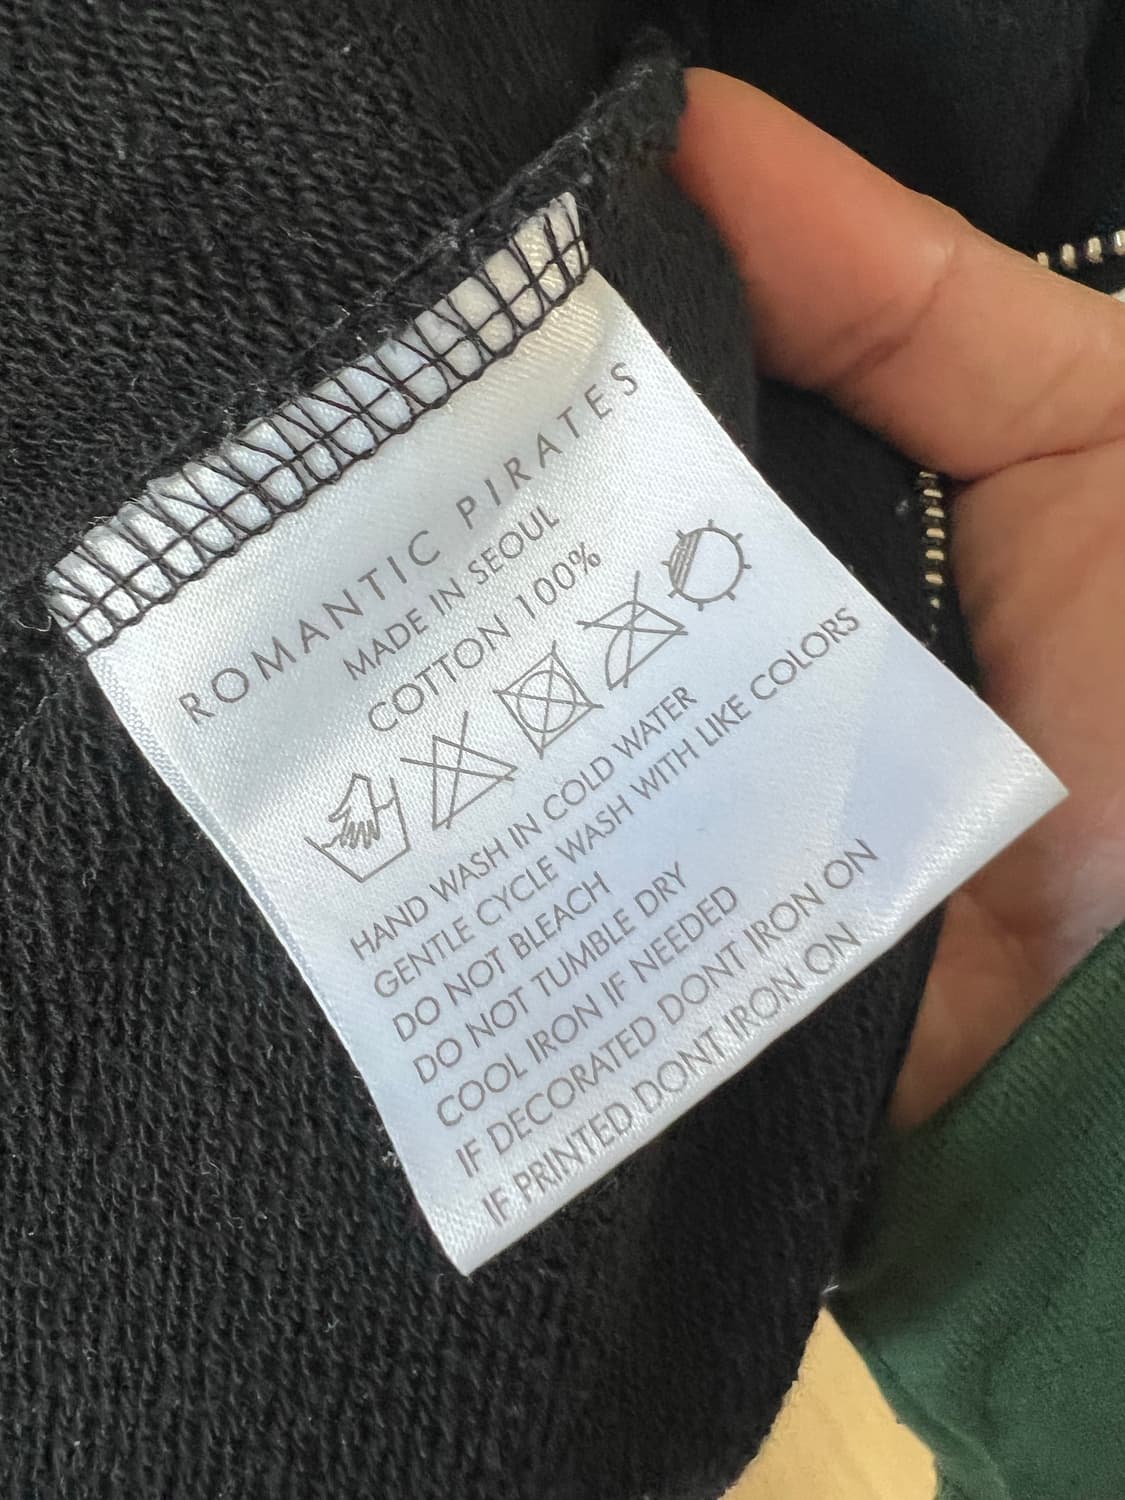 ROMANTIC PIRATES
MADE IN SEOUL
COTTON 100%
HAND WASH IN COLD WATER
GENTLE CYCLE WASH WITH LIKE COLORS
DO NOT BLEACH
DO NOT TUMBLE DRY
COOL IRON IF NEEDED
IF DECORATED DONT IRON ON
IF PRINTED DONT IRON ON